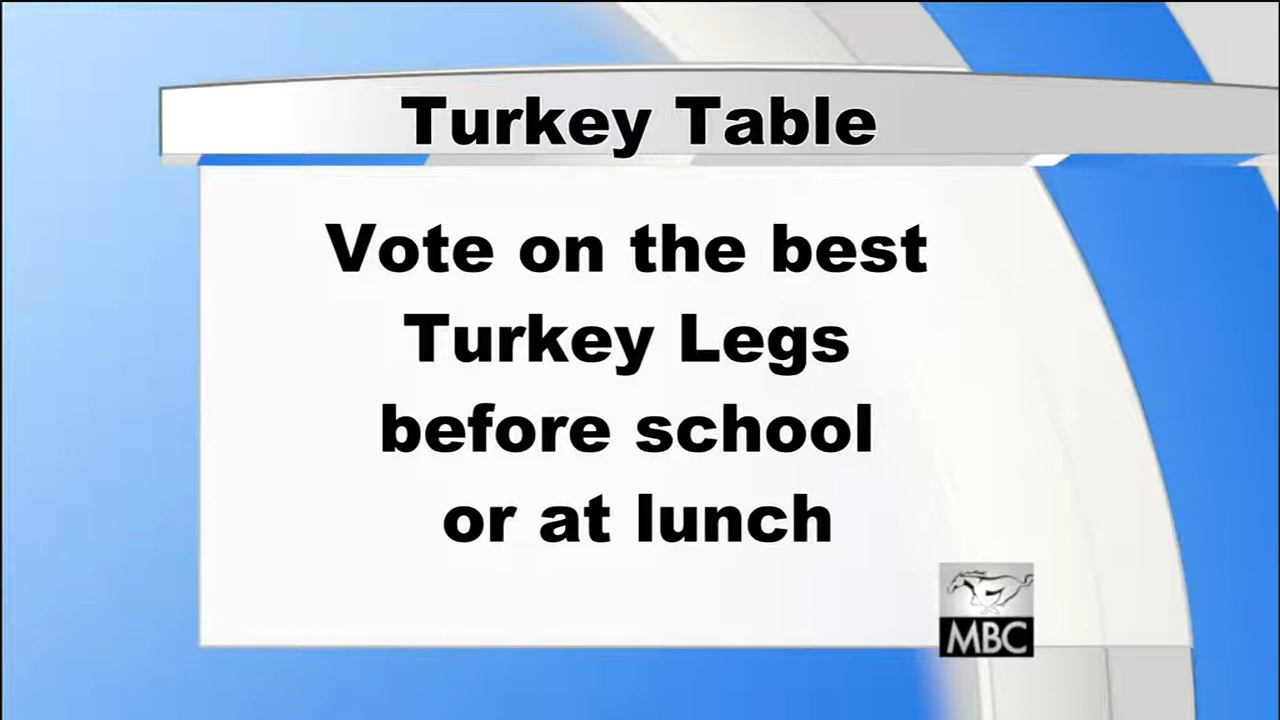 Turkey Table
Vote on the best
Turkey Legs
before school
or at lunch
MBC